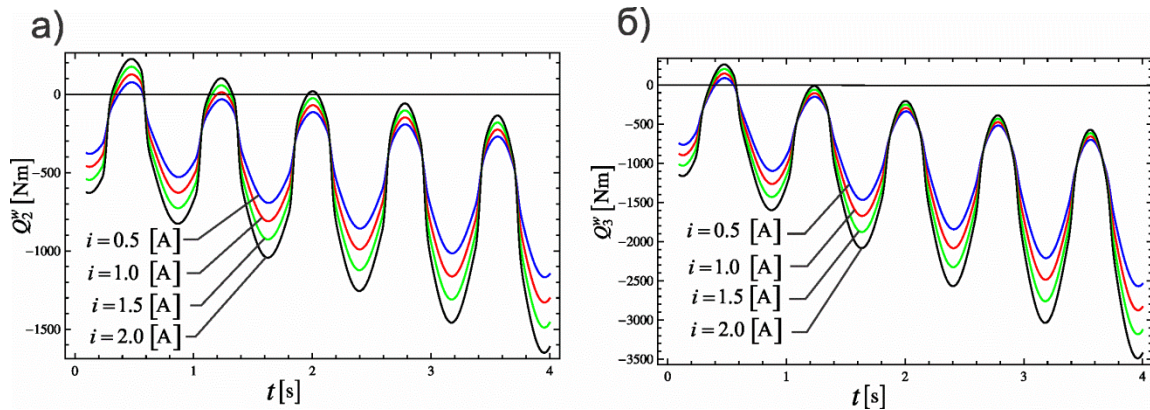 а)
0
-500
-1000
-1500
Q₂ʷ [Nm]
i = 0.5 [A]
i = 1.0 [A]
i = 1.5 [A]
i = 2.0 [A]
0 1 2 3 4
t [s]
б)
0
-500
-1000
-1500
-2000
-2500
-3000
-3500
Q₃ʷ [Nm]
i = 0.5 [A]
i = 1.0 [A]
i = 1.5 [A]
i = 2.0 [A]
0 1 2 3 4
t [s]